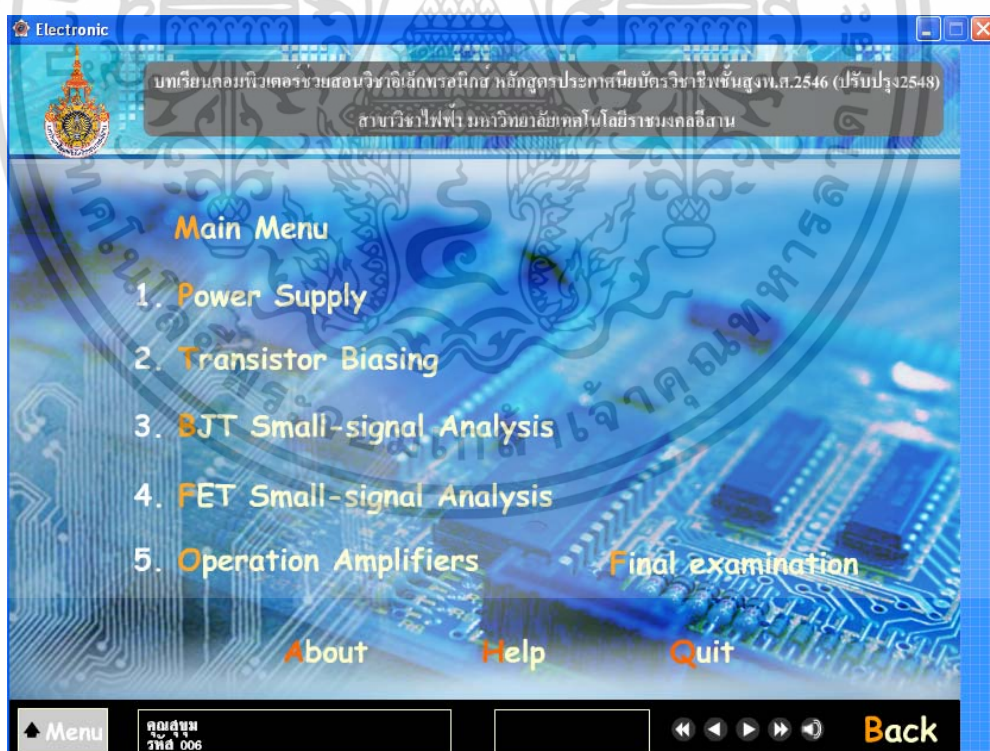 Electronic
บทเรียนคอมพิวเตอร์ช่วยสอนวิชาอิเล็กทรอนิกส์ หลักสูตรประกาศนียบัตรวิชาชีพชั้นสูงพ.ศ.2546 (ปรับปรุง2548)
สาขาวิชาไฟฟ้า มหาวิทยาลัยเทคโนโลยีราชมงคลอีสาน
Main Menu
1. Power Supply
2. Transistor Biasing
3. BJT Small-signal Analysis
4. FET Small-signal Analysis
5. Operation Amplifiers
Final examination
About Help Quit
Menu
คุณสุขุม
รหัส 006
Back